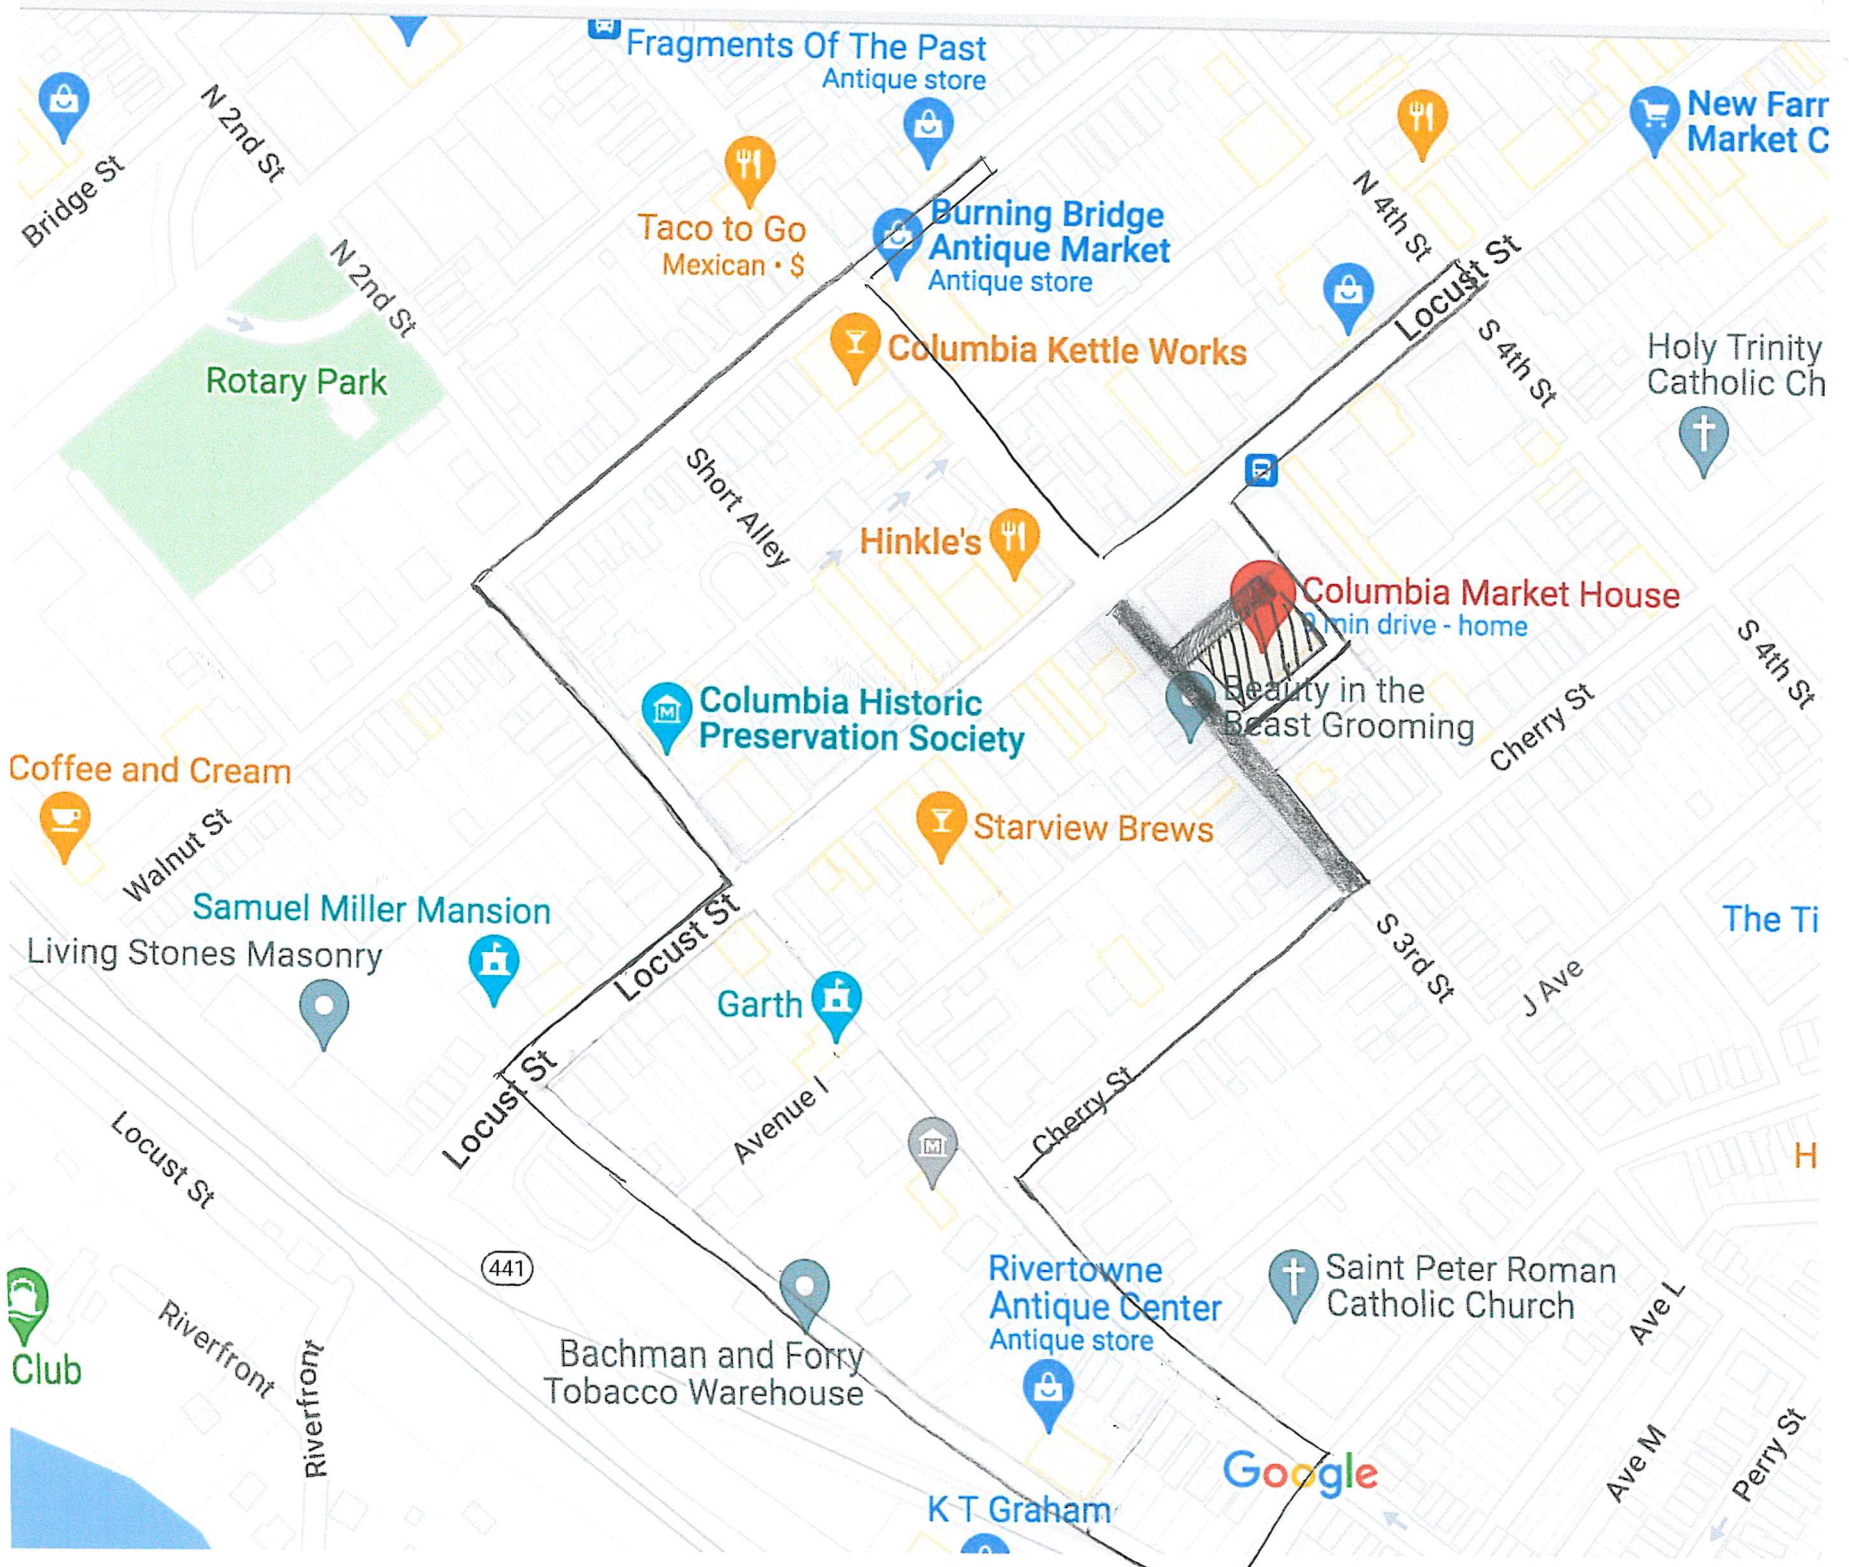 Fragments Of The Past
Antique store
N 2nd St
Bridge St
New Farr
Market C
N 4th St
Taco to Go
Mexican • $
Burning Bridge
Antique Market
Antique store
N 2nd St
Locust St
Rotary Park
Columbia Kettle Works
S 4th St
Holy Trinity
Catholic Ch
Short Alley
Hinkle's
Columbia Market House
9 min drive - home
S 4th St
Columbia Historic
Preservation Society
Beauty in the
Beast Grooming
Cherry St
Coffee and Cream
Walnut St
Starview Brews
Samuel Miller Mansion
Living Stones Masonry
Locust St
The Ti
S 3rd St
J Ave
Garth
Locust St
Avenue I
Cherry St
Locust St
H
441
Rivertowne
Antique Center
Antique store
Saint Peter Roman
Catholic Church
Ave L
Riverfront
Riverfront
Club
Bachman and Forry
Tobacco Warehouse
Google
Ave M
Perry St
K T Graham